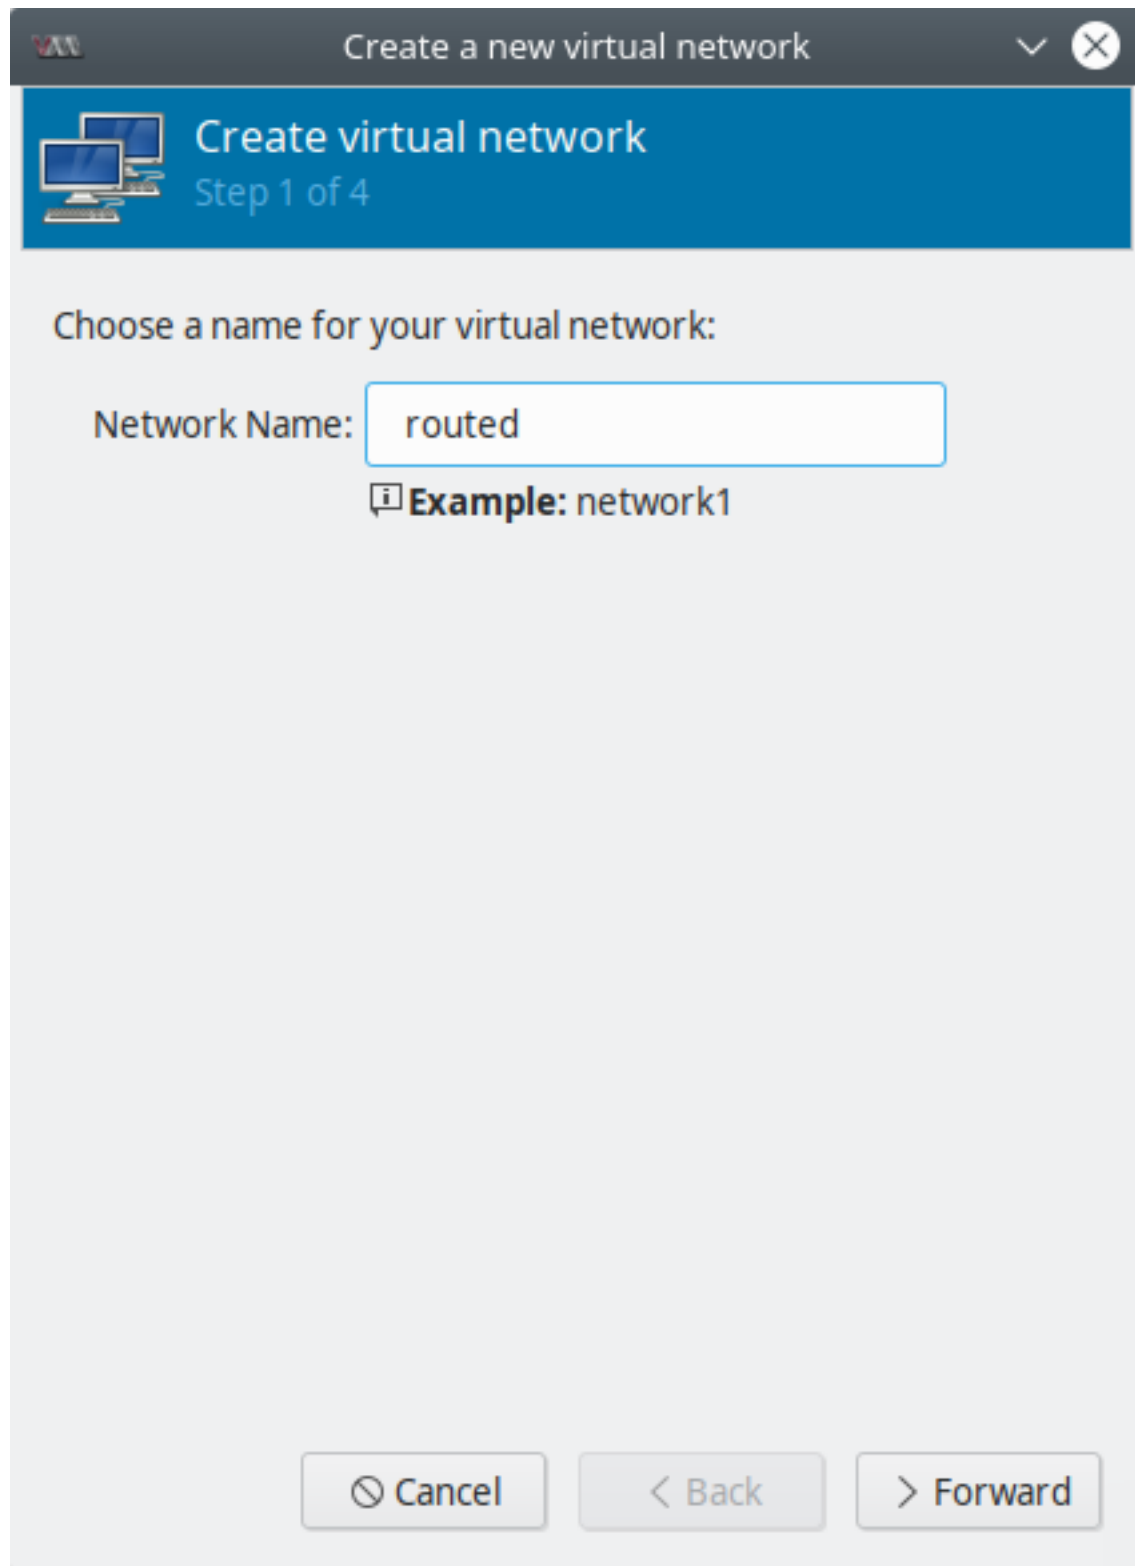 Create a new virtual network
Create virtual network
Step 1 of 4
Choose a name for your virtual network:
Network Name: routed
Example: network1
Cancel < Back > Forward